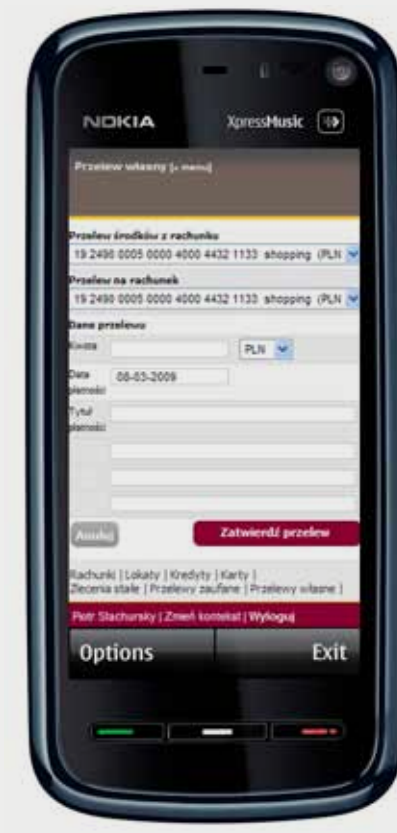 NOKIA XpressMusic
Przelew własny [« menu]
Przelew środków z rachunku
19 2490 0005 0000 4000 4432 1133 shopping (PLN
Przelew na rachunek
19 2490 0005 0000 4000 4432 1133 shopping (PLN
Dane przelewu
Kwota PLN
Data 08-03-2009
płatności
Tytuł
płatności
Anuluj Zatwierdź przelew
Rachunki | Lokaty | Kredyty | Karty |
Zlecenia stałe | Przelewy zaufane | Przelewy własne |
Piotr Stachursky | Zmień kontekst | Wyloguj
Options Exit